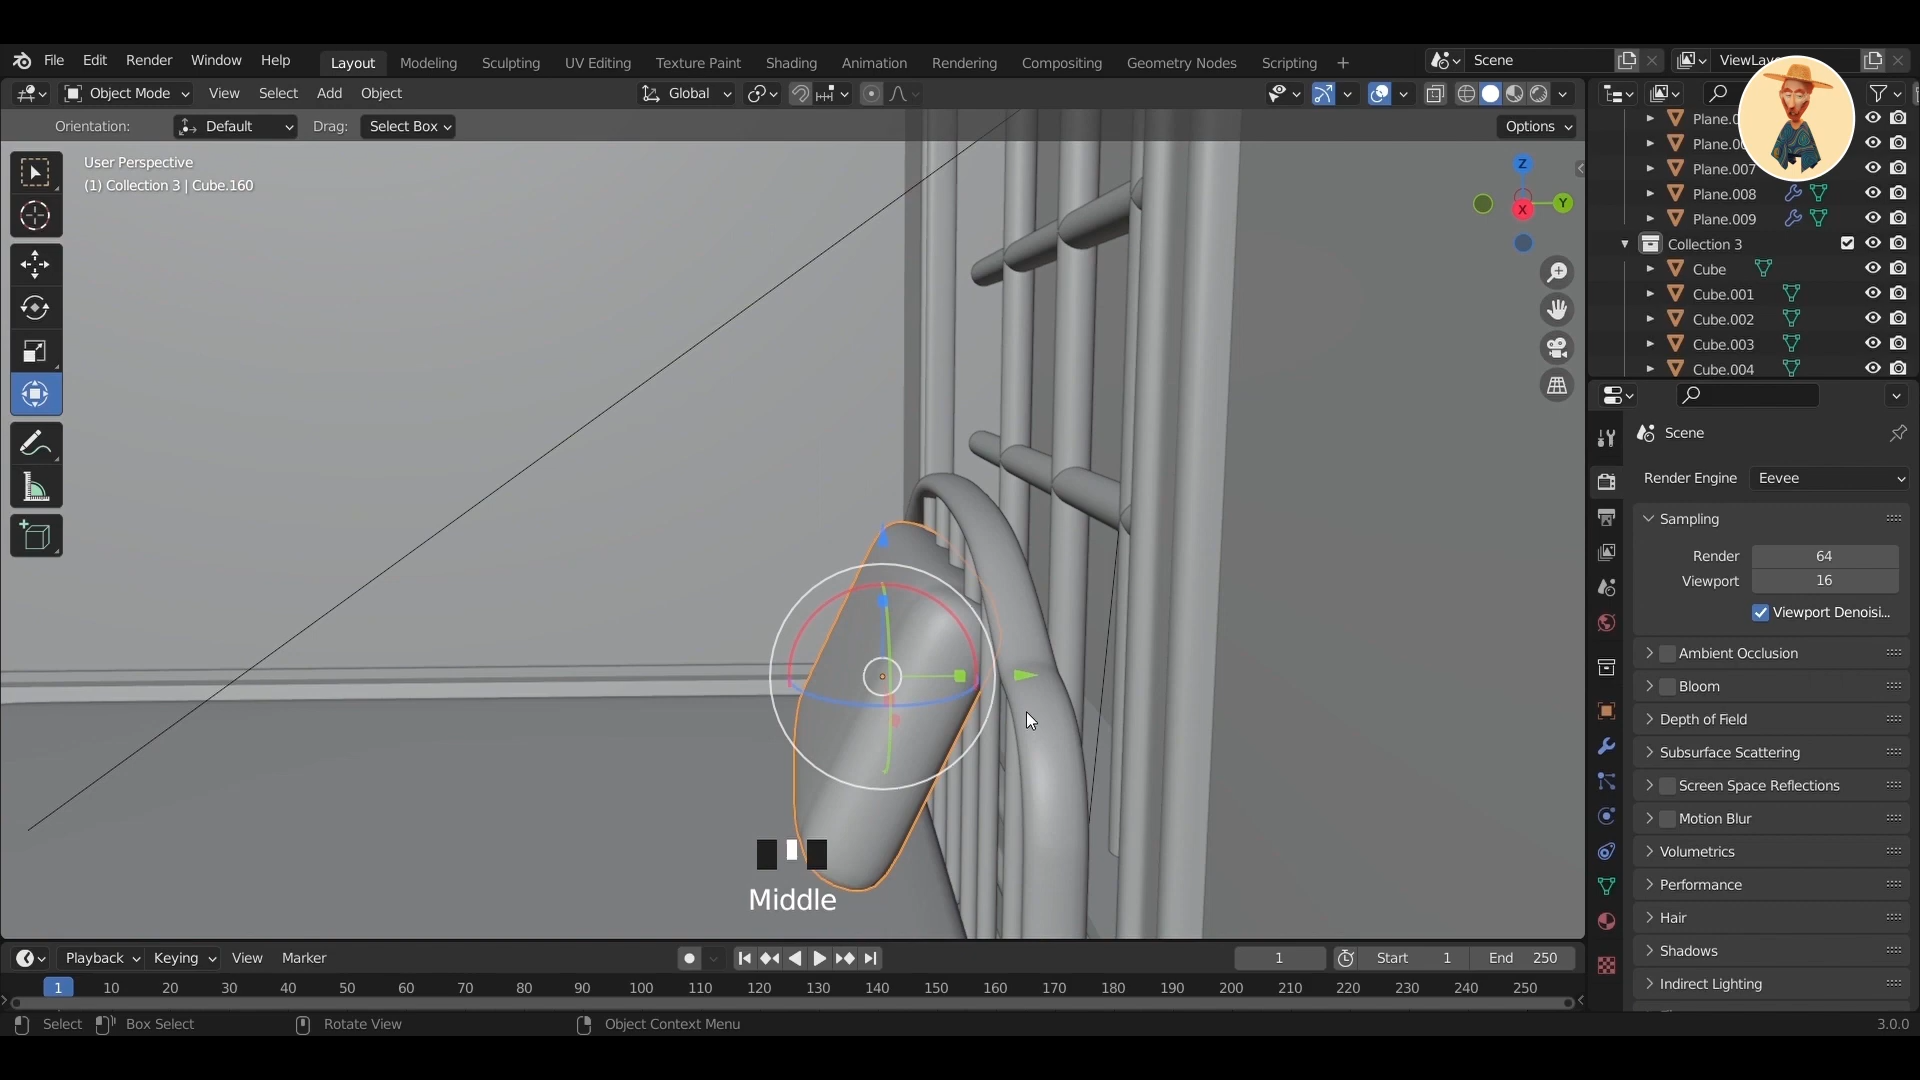 File Edit Render Window Help Layout Modeling Sculpting UV Editing Texture Paint Shading Animation Rendering Compositing Geometry Nodes Scripting + Scene
Object Mode View Select Add Object Global
Orientation: Default Drag: Select Box Options
User Perspective
(1) Collection 3 | Cube.160
Z
Y
X
Plane.007
Plane.008
Plane.009
Collection 3
Cube
Cube.001
Cube.002
Cube.003
Cube.004
Scene
Render Engine Eevee
Sampling
Render 64
Viewport 16
Viewport Denoisi...
Ambient Occlusion
Bloom
Depth of Field
Subsurface Scattering
Screen Space Reflections
Motion Blur
Volumetrics
Performance
Hair
Shadows
Indirect Lighting
Middle
Playback Keying View Marker 1 Start 1 End 250
1 10 20 30 40 50 60 70 80 90 100 110 120 130 140 150 160 170 180 190 200 210 220 230 240 250
Select Box Select Rotate View Object Context Menu 3.0.0